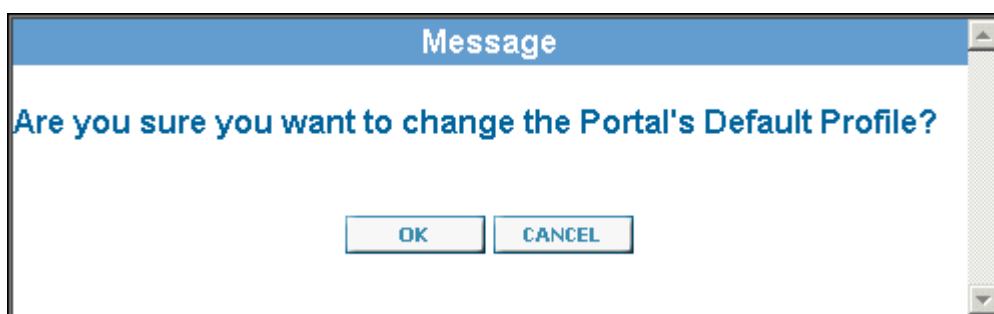 Message
Are you sure you want to change the Portal's Default Profile?
OK CANCEL